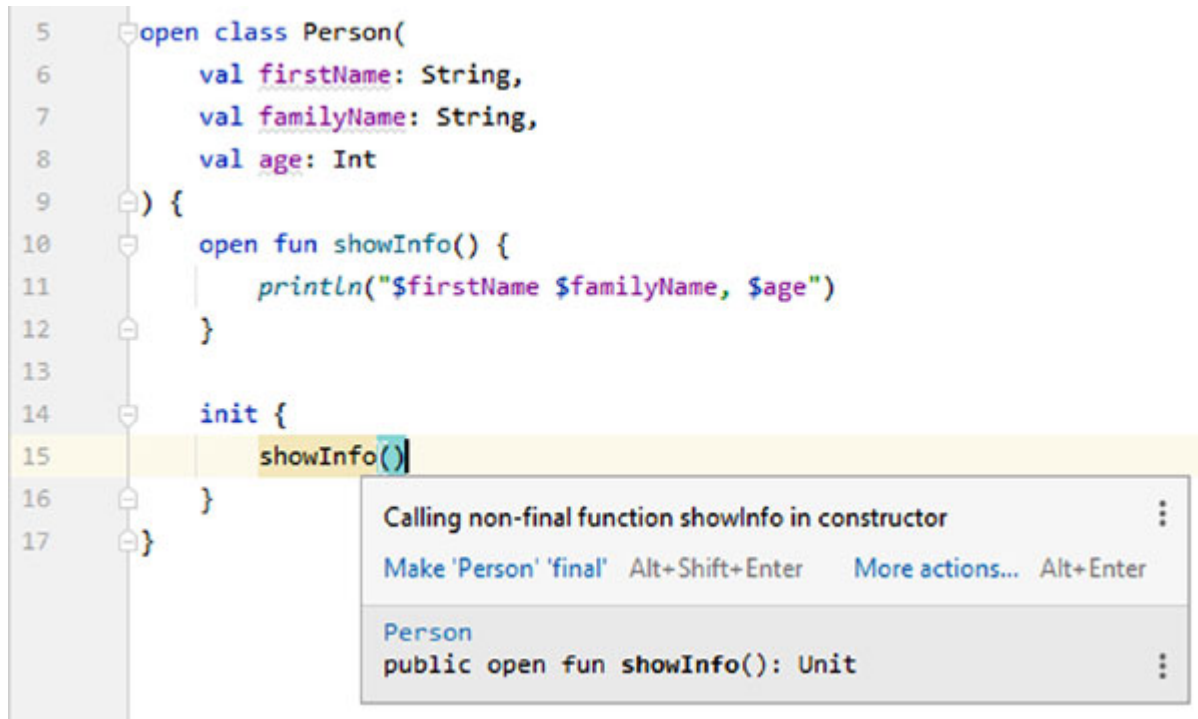 5 open class Person(
6 val firstName: String,
7 val familyName: String,
8 val age: Int
9 ) {
10 open fun showInfo() {
11 println("$firstName $familyName, $age")
12 }
13
14 init {
15 showInfo()
16 }
17 }
Calling non-final function showInfo in constructor
Make 'Person' 'final' Alt+Shift+Enter More actions... Alt+Enter
Person
public open fun showInfo(): Unit